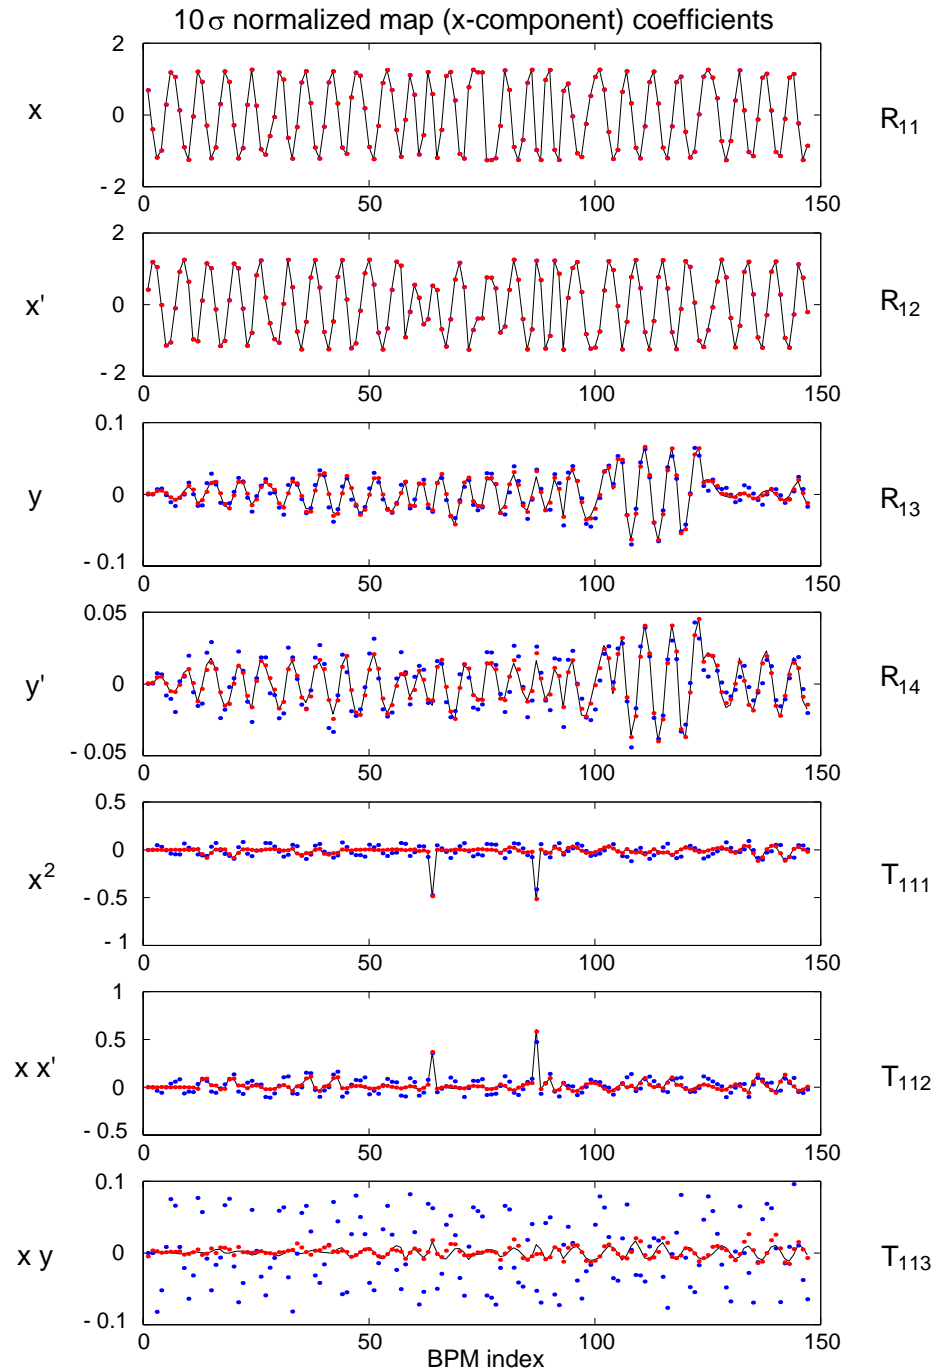 10σ normalized map (x-component) coefficients
2
x
0
R11
- 2
0 50 100 150
2
x'
0
R12
- 2
0 50 100 150
0.1
y
0
R13
- 0.1
0 50 100 150
0.05
y'
0
R14
- 0.05
0 50 100 150
0.5
0
x2
- 0.5
T111
- 1
0 50 100 150
1
0.5
x x'
0
T112
- 0.5
0 50 100 150
0.1
x y
0
T113
- 0.1
0 50 100 150
BPM index